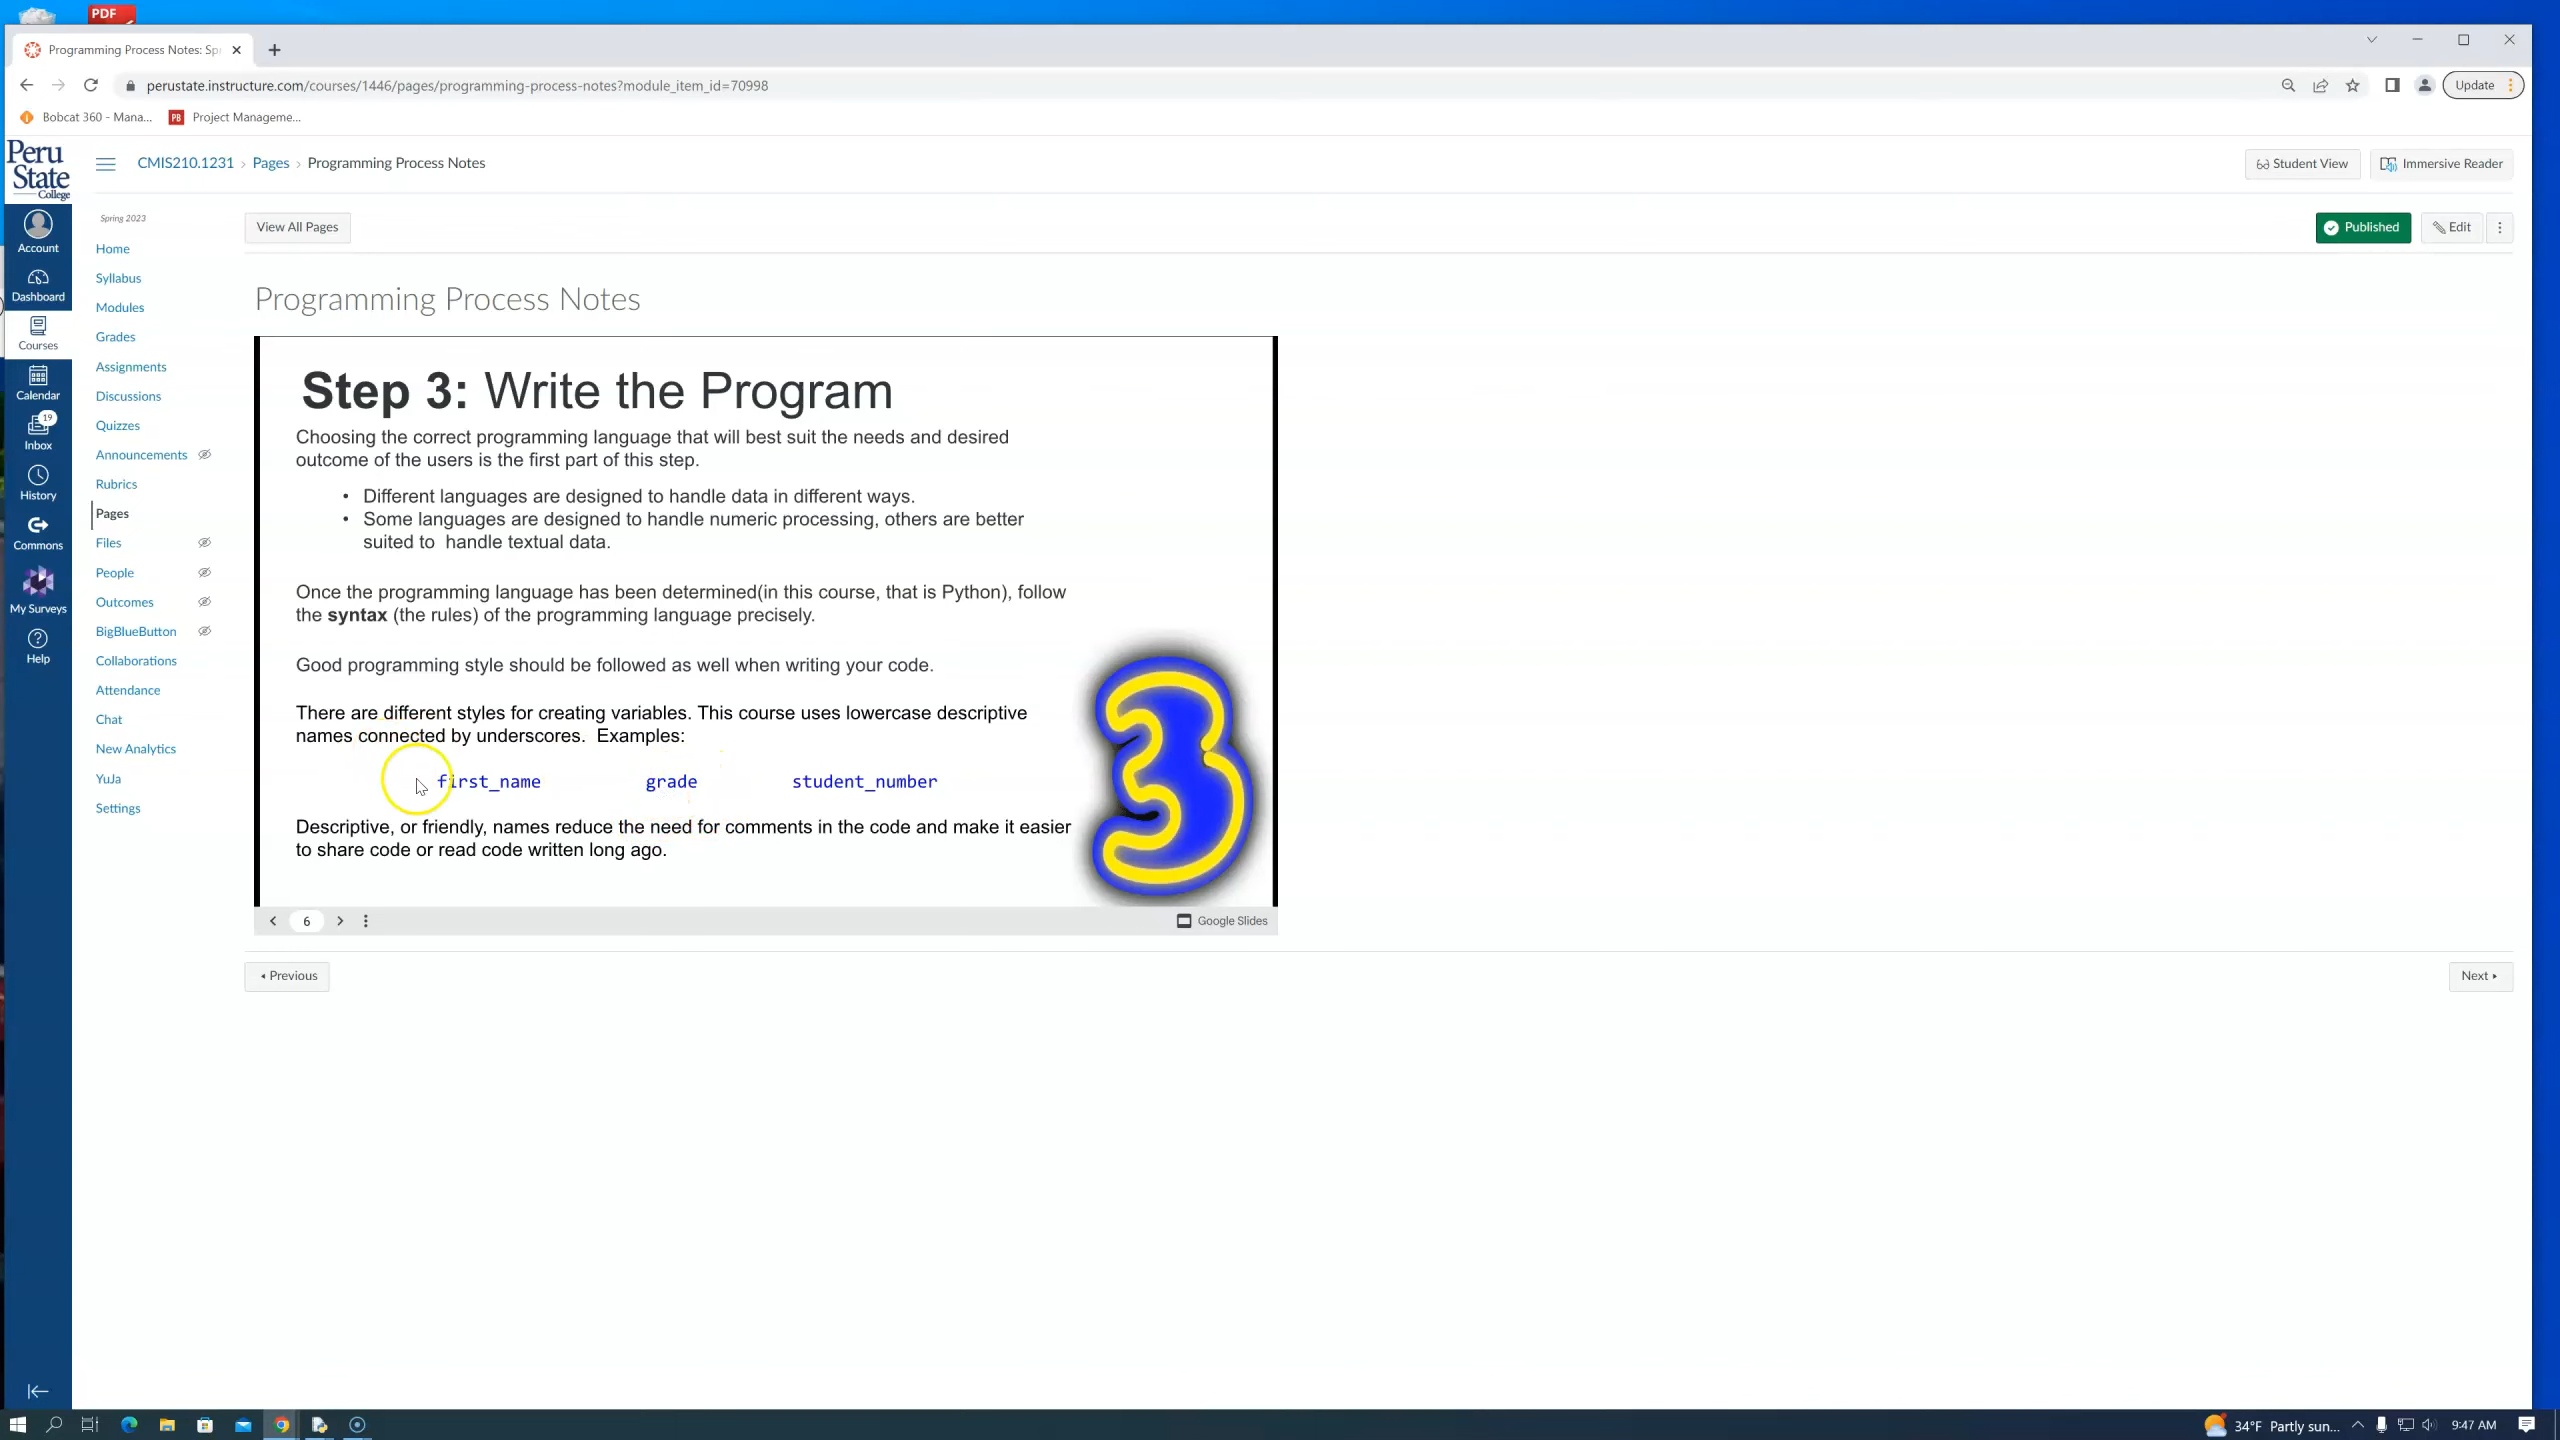 PDF
Programming Process Notes: Sp
perustate.instructure.com/courses/1446/pages/programming-process-notes?module_item_id=70998
Update
Bobcat 360 - Mana...
PB Project Manageme...
Peru
State
College
CMIS210.1231 › Pages › Programming Process Notes
Student View
Immersive Reader
Account
Dashboard
Courses
Calendar
19
Inbox
History
Commons
My Surveys
Help
Spring 2023
Home
Syllabus
Modules
Grades
Assignments
Discussions
Quizzes
Announcements
Rubrics
Pages
Files
People
Outcomes
BigBlueButton
Collaborations
Attendance
Chat
New Analytics
YuJa
Settings
View All Pages
Published
Edit
Programming Process Notes
Step 3: Write the Program
Choosing the correct programming language that will best suit the needs and desired
outcome of the users is the first part of this step.
• Different languages are designed to handle data in different ways.
• Some languages are designed to handle numeric processing, others are better
suited to handle textual data.
Once the programming language has been determined(in this course, that is Python), follow
the syntax (the rules) of the programming language precisely.
Good programming style should be followed as well when writing your code.
There are different styles for creating variables. This course uses lowercase descriptive
names connected by underscores. Examples:
first_name grade student_number
Descriptive, or friendly, names reduce the need for comments in the code and make it easier
to share code or read code written long ago.
3
6
Google Slides
Previous
Next
34°F Partly sun...
9:47 AM